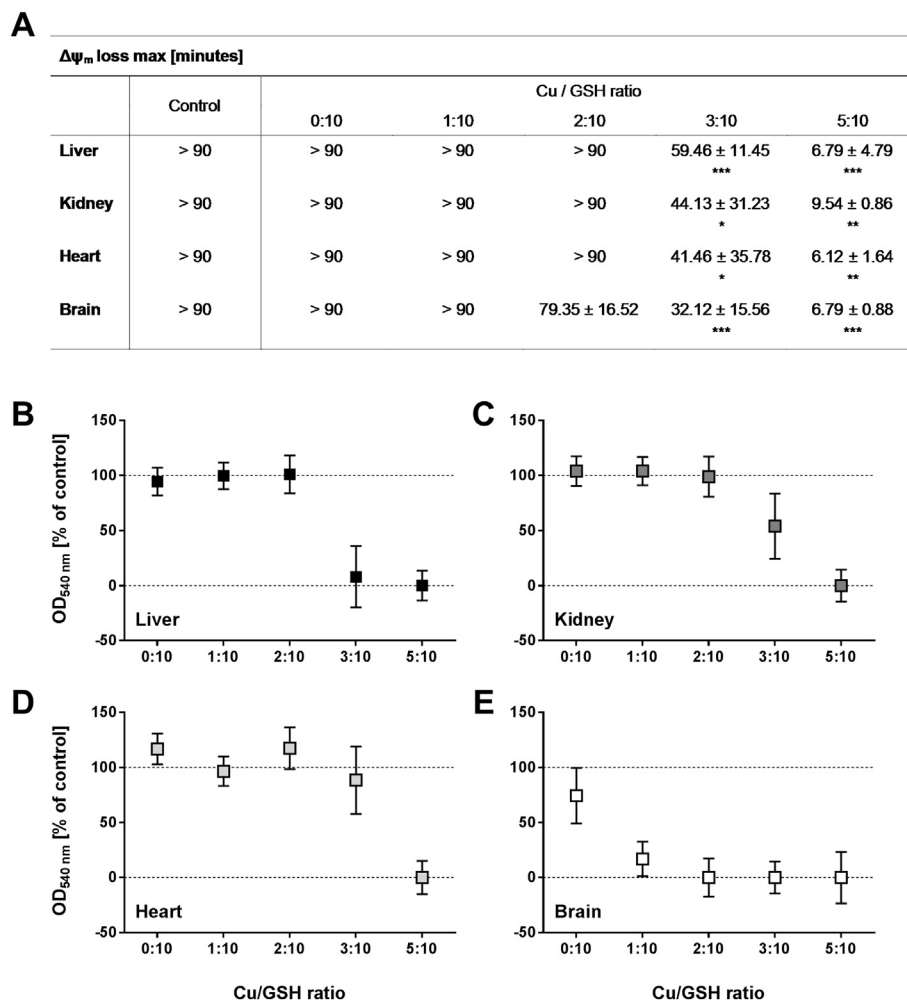 A
Δψm loss max [minutes]
Control
Cu / GSH ratio
0:10 1:10 2:10 3:10 5:10
Liver > 90 > 90 > 90 > 90 59.46 ± 11.45 6.79 ± 4.79
*** ***
Kidney > 90 > 90 > 90 > 90 44.13 ± 31.23 9.54 ± 0.86
* **
Heart > 90 > 90 > 90 > 90 41.46 ± 35.78 6.12 ± 1.64
* **
Brain > 90 > 90 > 90 79.35 ± 16.52 32.12 ± 15.56 6.79 ± 0.88
*** ***
B
OD540 nm [% of control]
150
100
50
0
-50
Liver
0:10 1:10 2:10 3:10 5:10
C
150
100
50
0
-50
Kidney
0:10 1:10 2:10 3:10 5:10
D
OD540 nm [% of control]
150
100
50
0
-50
Heart
0:10 1:10 2:10 3:10 5:10
Cu/GSH ratio
E
150
100
50
0
-50
Brain
0:10 1:10 2:10 3:10 5:10
Cu/GSH ratio